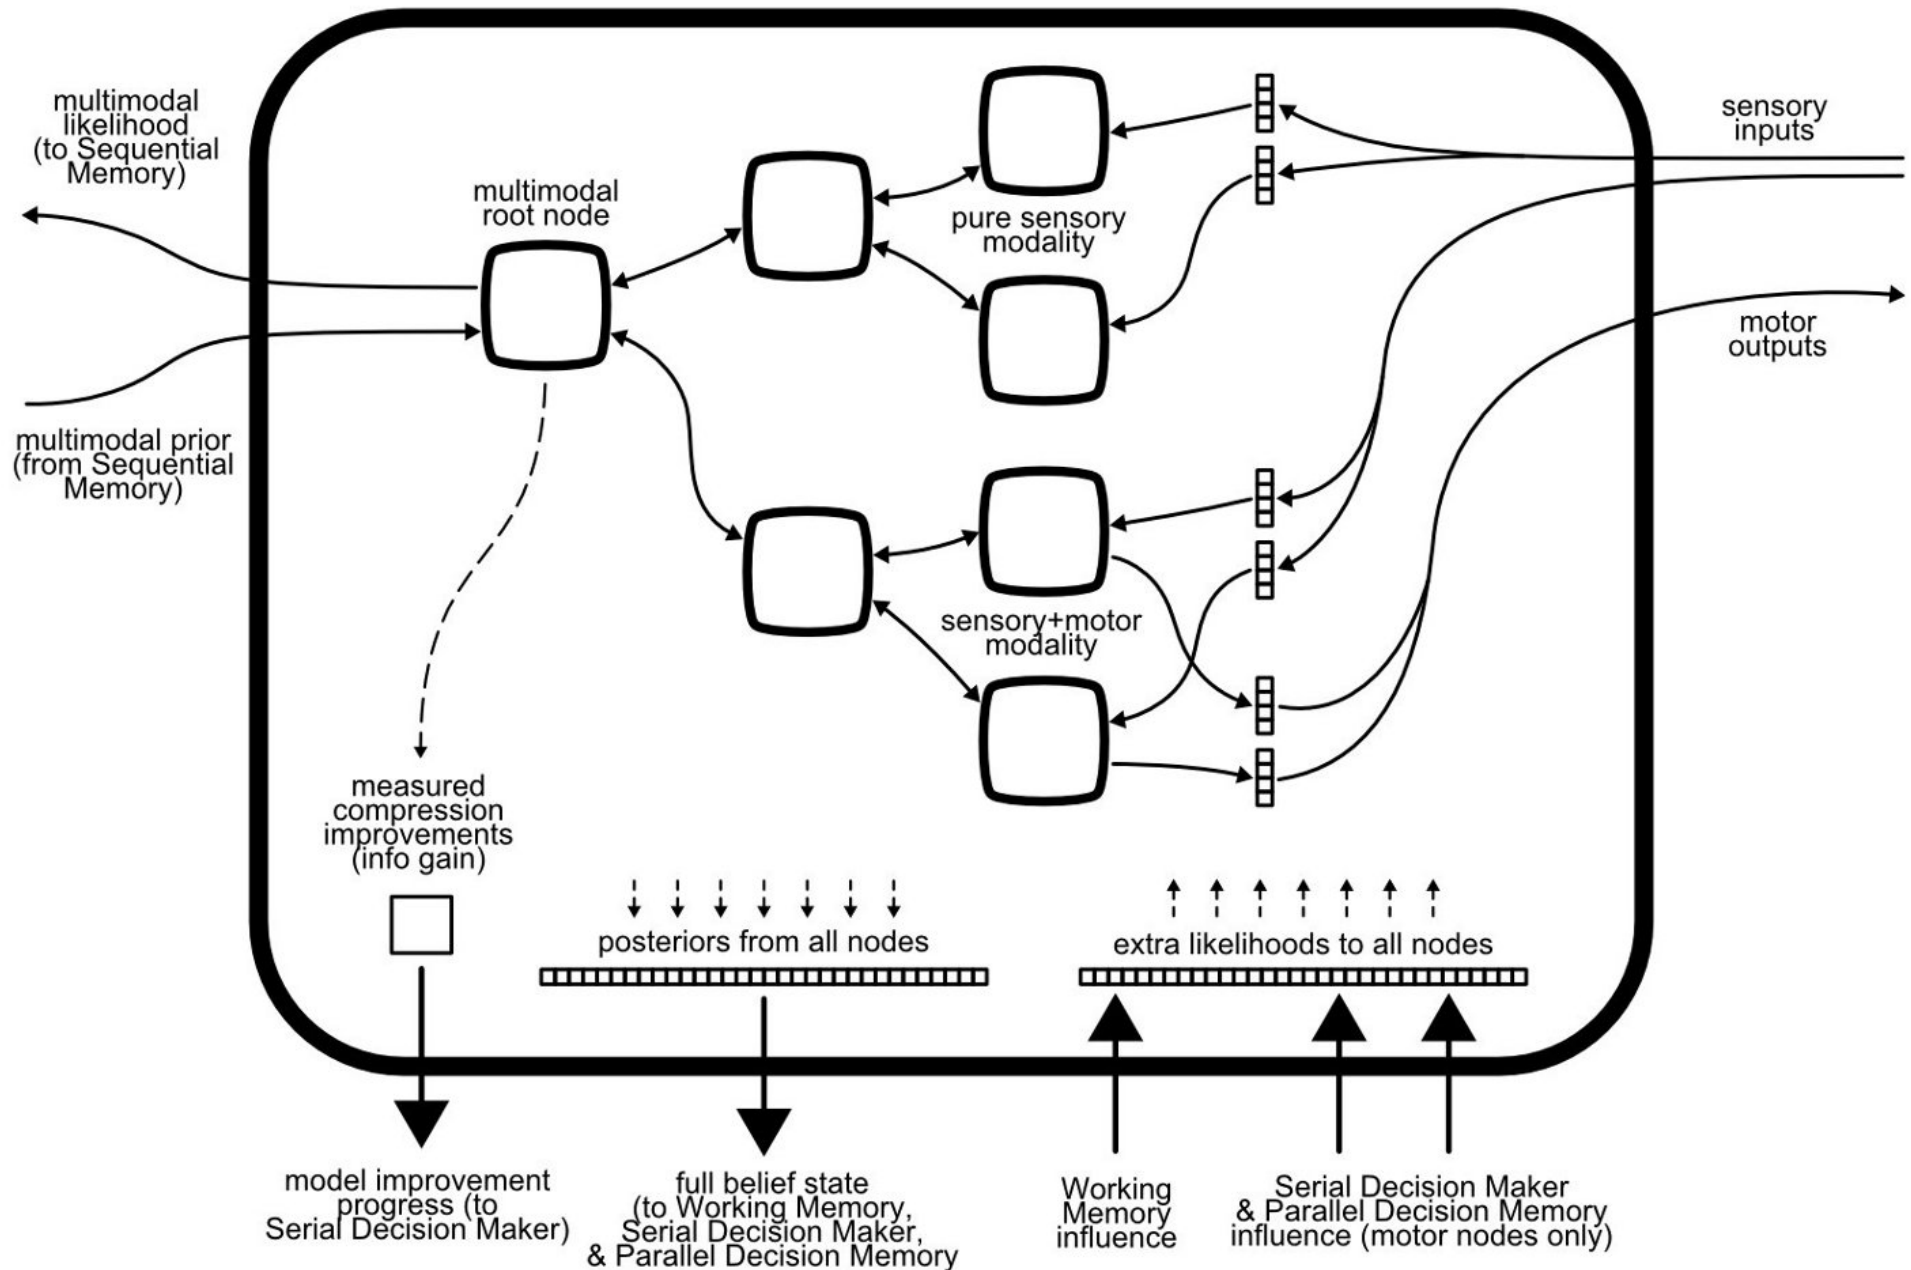 multimodal
likelihood
(to Sequential
Memory)
multimodal
root node
pure sensory
modality
sensory
inputs
motor
outputs
multimodal prior
(from Sequential
Memory)
sensory+motor
modality
measured
compression
improvements
(info gain)
posteriors from all nodes
extra likelihoods to all nodes
model improvement
progress (to
Serial Decision Maker)
full belief state
(to Working Memory,
Serial Decision Maker,
& Parallel Decision Memory
Working
Memory
influence
Serial Decision Maker
& Parallel Decision Memory
influence (motor nodes only)